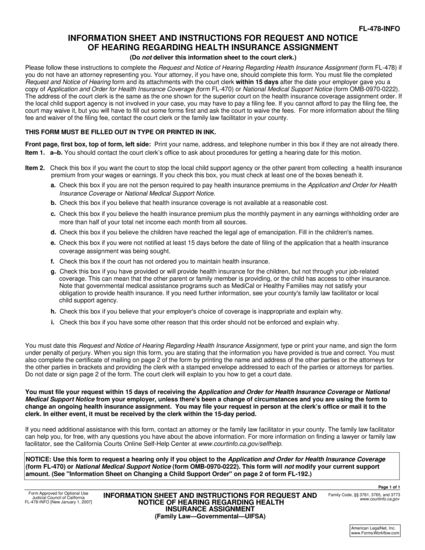 FL-478-INFO
INFORMATION SHEET AND INSTRUCTIONS FOR REQUEST AND NOTICE
OF HEARING REGARDING HEALTH INSURANCE ASSIGNMENT
(Do not deliver this information sheet to the court clerk.)
Please follow these instructions to complete the Request and Notice of Hearing Regarding Health Insurance Assignment (form FL-478) if
you do not have an attorney representing you. Your attorney, if you have one, should complete this form. You must file the completed
Request and Notice of Hearing form and its attachments with the court clerk within 15 days after the date your employer gave you a
copy of Application and Order for Health Insurance Coverage (form FL-470) or National Medical Support Notice (form OMB-0970-0222).
The address of the court clerk is the same as the one shown for the superior court on the health insurance coverage assignment order. If
the local child support agency is not involved in your case, you may have to pay a filing fee. If you cannot afford to pay the filing fee, the
court may waive it, but you will have to fill out some forms first and ask the court to waive the fees. For more information about the filing
fee and waiver of the filing fee, contact the court clerk or the family law facilitator in your county.
THIS FORM MUST BE FILLED OUT IN TYPE OR PRINTED IN INK.
Front page, first box, top of form, left side: Print your name, address, and telephone number in this box if they are not already there.
Item 1. a–b. You should contact the court clerk's office to ask about procedures for getting a hearing date for this motion.
Item 2. Check this box if you want the court to stop the local child support agency or the other parent from collecting a health insurance
premium from your wages or earnings. If you check this box, you must check at least one of the boxes beneath it.
a. Check this box if you are not the person required to pay health insurance premiums in the Application and Order for Health
Insurance Coverage or National Medical Support Notice.
b. Check this box if you believe that health insurance coverage is not available at a reasonable cost.
c. Check this box if you believe the health insurance premium plus the monthly payment in any earnings withholding order are
more than half of your total net income each month from all sources.
d. Check this box if you believe the children have reached the legal age of emancipation. Fill in the children's names.
e. Check this box if you were not notified at least 15 days before the date of filing of the application that a health insurance
coverage assignment was being sought.
f. Check this box if the court has not ordered you to maintain health insurance.
g. Check this box if you have provided or will provide health insurance for the children, but not through your job-related
coverage. This can mean that the other parent or family member is providing, or the child has access to other insurance.
Note that governmental medical assistance programs such as MediCal or Healthy Families may not satisfy your
obligation to provide health insurance. If you need further information, see your county's family law facilitator or local
child support agency.
h. Check this box if you believe that your employer's choice of coverage is inappropriate and explain why.
i. Check this box if you have some other reason that this order should not be enforced and explain why.
You must date this Request and Notice of Hearing Regarding Health Insurance Assignment, type or print your name, and sign the form
under penalty of perjury. When you sign this form, you are stating that the information you have provided is true and correct. You must
also complete the certificate of mailing on page 2 of the form by printing the name and address of the other parties or the attorneys for
the other parties in brackets and providing the clerk with a stamped envelope addressed to each of the parties or attorneys for parties.
Do not date or sign page 2 of the form. The court clerk will explain to you how to get a court date.
You must file your request within 15 days of receiving the Application and Order for Health Insurance Coverage or National
Medical Support Notice from your employer, unless there's been a change of circumstances and you are using the form to
change an ongoing health insurance assignment. You may file your request in person at the clerk's office or mail it to the
clerk. In either event, it must be received by the clerk within the 15-day period.
If you need additional assistance with this form, contact an attorney or the family law facilitator in your county. The family law facilitator
can help you, for free, with any questions you have about the above information. For more information on finding a lawyer or family law
facilitator, see the California Courts Online Self-Help Center at www.courtinfo.ca.gov/selfhelp.
NOTICE: Use this form to request a hearing only if you object to the Application and Order for Health Insurance Coverage
(form FL-470) or National Medical Support Notice (form OMB-0970-0222). This form will not modify your current support
amount. (See "Information Sheet on Changing a Child Support Order" on page 2 of form FL-192.)
Page 1 of 1
Form Approved for Optional Use
Judicial Council of California
FL-478-INFO [New January 1, 2007]
INFORMATION SHEET AND INSTRUCTIONS FOR REQUEST AND
NOTICE OF HEARING REGARDING HEALTH
INSURANCE ASSIGNMENT
(Family Law—Governmental—UIFSA)
Family Code, §§ 3761, 3765, and 3773
www.courtinfo.ca.gov
American LegalNet, Inc.
www.FormsWorkflow.com